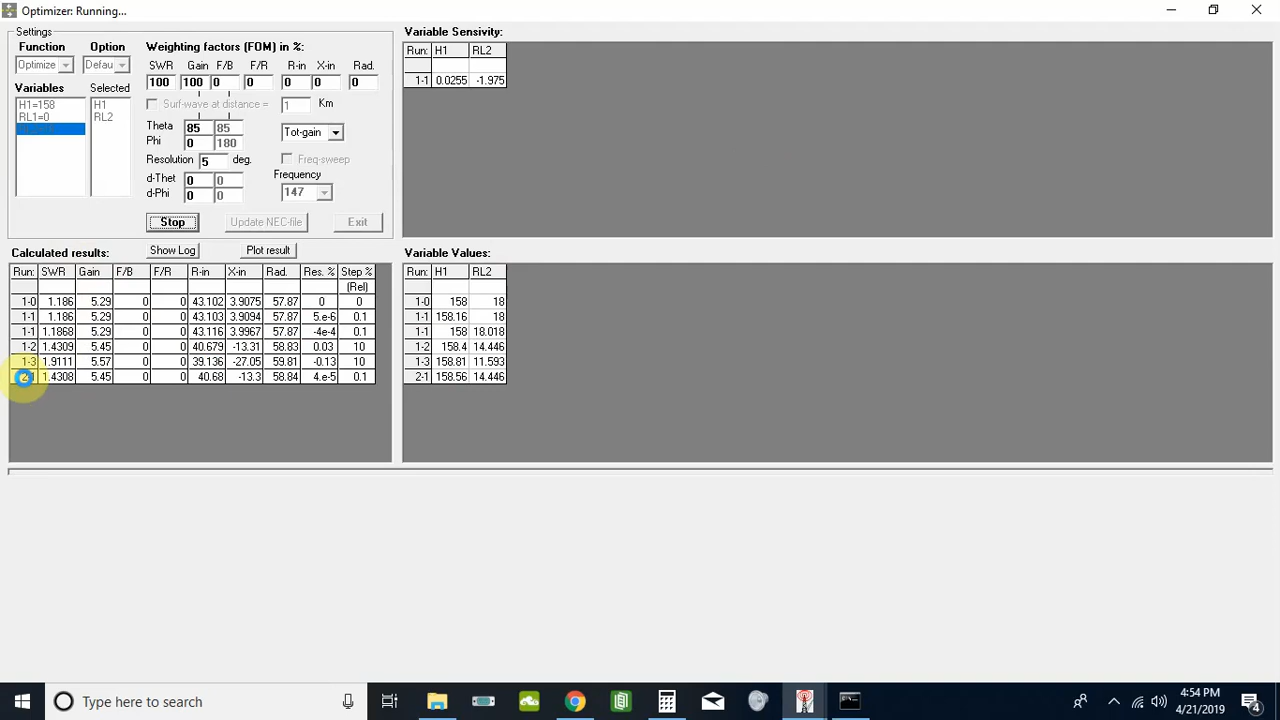 Optimizer: Running...
Settings
Function Option
Optimize Defau
Weighting factors (FOM) in %:
SWR Gain F/B F/R R-in X-in Rad.
100 100 0 0 0 0 0
Variables Selected
H1=158 H1
RL1=0 RL2
Surf-wave at distance = 1 Km
Theta 85 85
Phi 0 180
Tot-gain
Resolution 5 deg.
Freq-sweep
d-Thet 0 0
d-Phi 0 0
Frequency
147
Stop Update NEC-file Exit
Variable Sensivity:
Run: H1 RL2
1-1 0.0255 -1.975
Calculated results: Show Log Plot result
Run: SWR Gain F/B F/R R-in X-in Rad. Res. % Step %
(Rel)
1-0 1.186 5.29 0 0 43.102 3.9075 57.87 0 0
1-1 1.186 5.29 0 0 43.103 3.9094 57.87 5.e-6 0.1
1-1 1.1868 5.29 0 0 43.116 3.9967 57.87 -4e-4 0.1
1-2 1.4309 5.45 0 0 40.679 -13.31 58.83 0.03 10
1-3 1.9111 5.57 0 0 39.136 -27.05 59.81 -0.13 10
2-1 1.4308 5.45 0 0 40.68 -13.3 58.84 4.e-5 0.1
Variable Values:
Run: H1 RL2
1-0 158 18
1-1 158.16 18
1-1 158 18.018
1-2 158.4 14.446
1-3 158.81 11.593
2-1 158.56 14.446
Type here to search
4:54 PM
4/21/2019
4